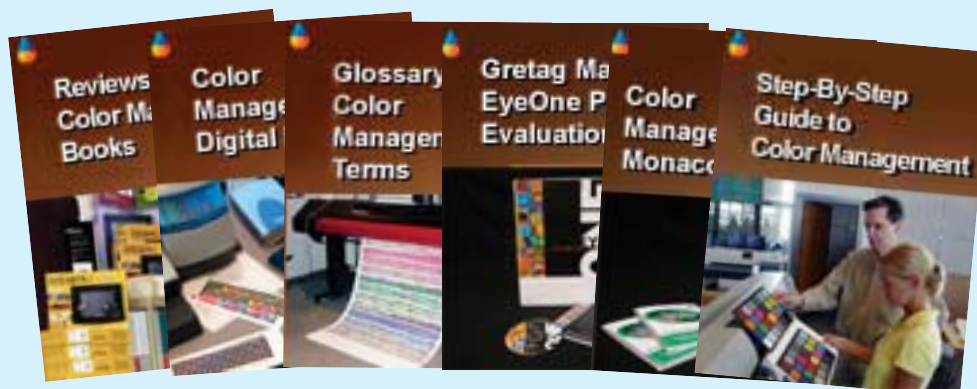 Reviews
Color Ma
Books
Color
Manage
Digital
Glossary
Color
Manager
Terms
Gretag Ma
EyeOne P
Evaluation
Color
Manage
Monaco
Step-By-Step
Guide to
Color Management